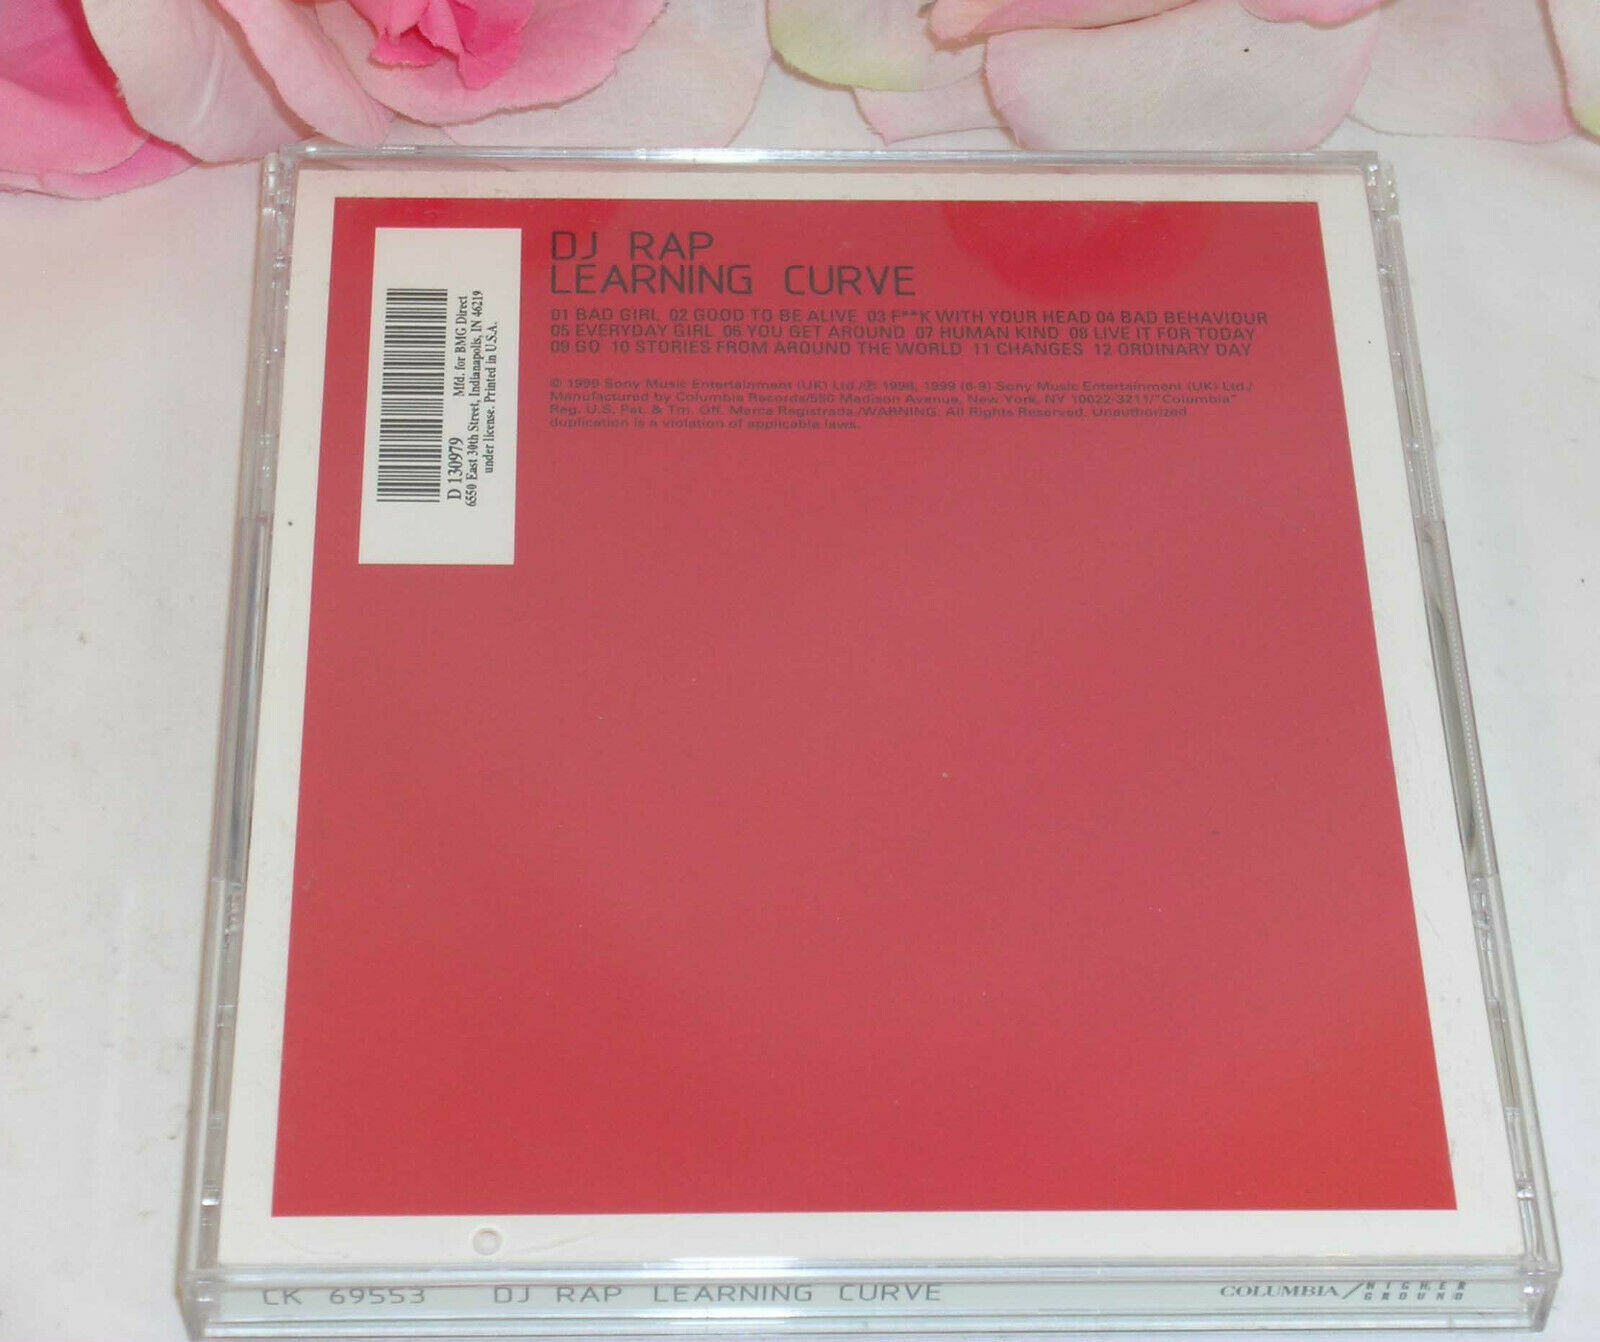 DJ RAP
LEARNING CURVE
01 BAD GIRL 02 GOOD TO BE ALIVE 03 F**K WITH YOUR HEAD 04 BAD BEHAVIOUR
05 EVERYDAY GIRL 06 YOU GET AROUND 07 HUMAN KIND 08 LIVE IT FOR TODAY
09 GO 10 STORIES FROM AROUND THE WORLD 11 CHANGES 12 ORDINARY DAY
© 1999 Sony Music Entertainment (UK) Ltd./℗ 1998, 1999 (6-9) Sony Music Entertainment (UK) Ltd./
Manufactured by Columbia Records/550 Madison Avenue, New York, NY 10022-3211/"Columbia"
Reg. U.S. Pat. & Tm. Off. Marca Registrada./WARNING: All Rights Reserved. Unauthorized
duplication is a violation of applicable laws.
D 130979 Mfd. for BMG Direct
6550 East 30th Street, Indianapolis, IN 46219
under license. Printed in U.S.A.
CK 69553 DJ RAP LEARNING CURVE COLUMBIA / HIGHER
GROUND